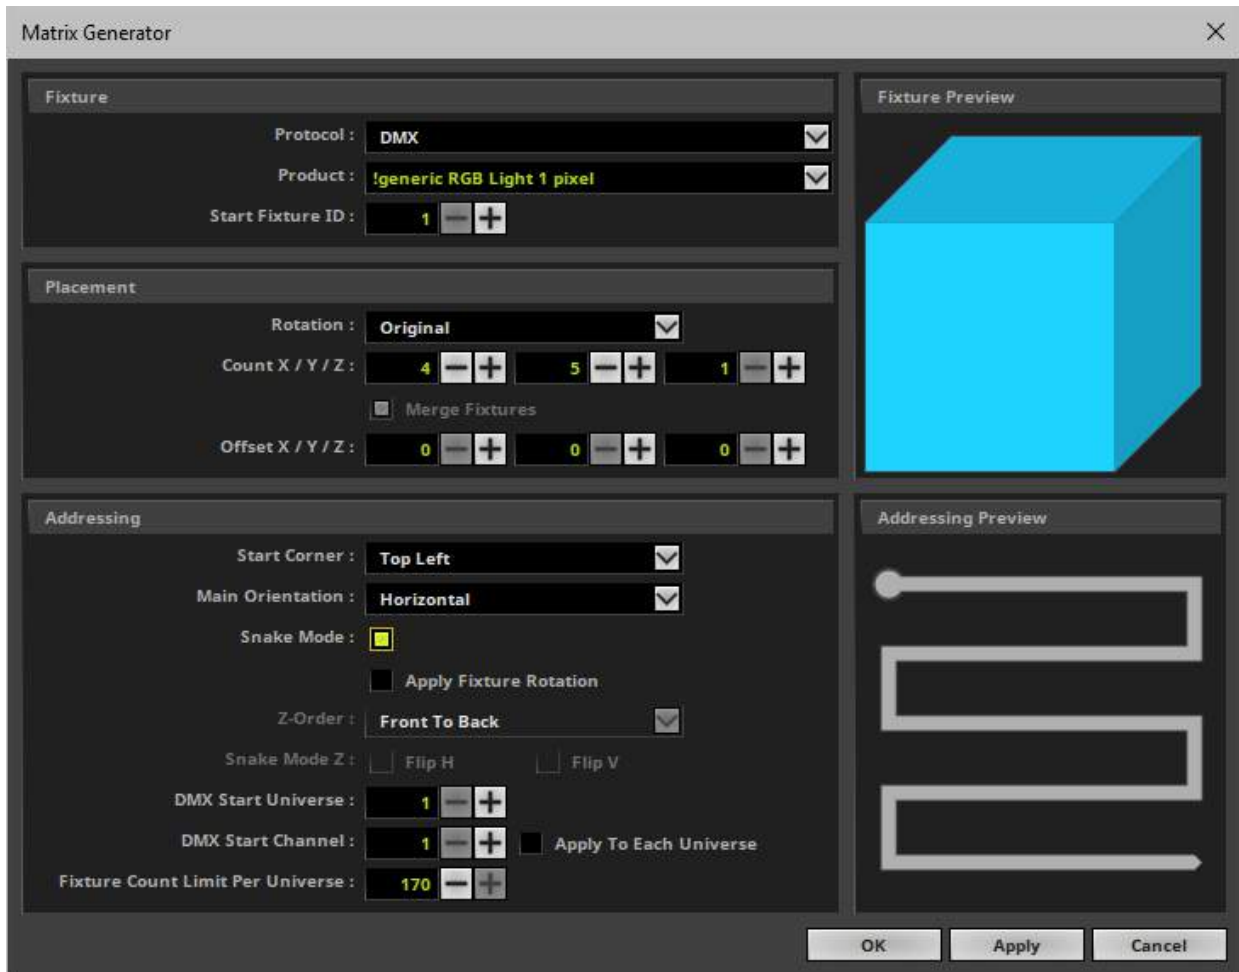 Matrix Generator
Fixture
Protocol : DMX
Product : !generic RGB Light 1 pixel
Start Fixture ID : 1
Placement
Rotation : Original
Count X / Y / Z : 4 5 1
Merge Fixtures
Offset X / Y / Z : 0 0 0
Addressing
Start Corner : Top Left
Main Orientation : Horizontal
Snake Mode :
Apply Fixture Rotation
Z-Order : Front To Back
Snake Mode Z : Flip H Flip V
DMX Start Universe : 1
DMX Start Channel : 1 Apply To Each Universe
Fixture Count Limit Per Universe : 170
Fixture Preview
Addressing Preview
OK Apply Cancel